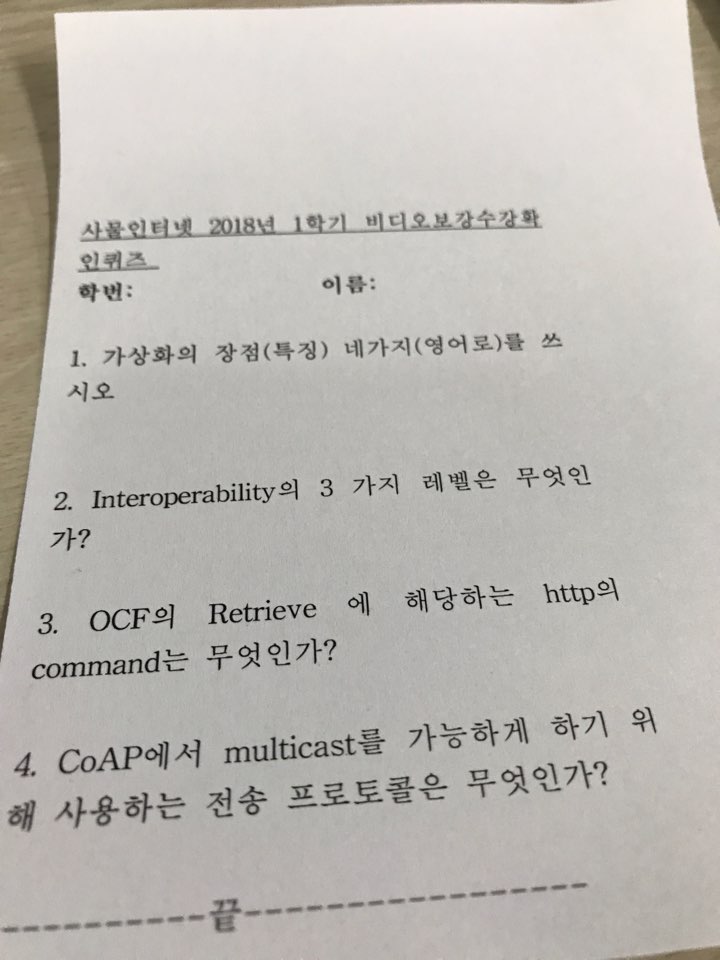 사물인터넷 2018년 1학기 비디오보강수강확
인퀴즈
학번: 이름:
1. 가상화의 장점(특징) 네가지(영어로)를 쓰
시오
2. Interoperability의 3 가지 레벨은 무엇인
가?
3. OCF의 Retrieve 에 해당하는 http의
command는 무엇인가?
4. CoAP에서 multicast를 가능하게 하기 위
해 사용하는 전송 프로토콜은 무엇인가?
----------끝------------------